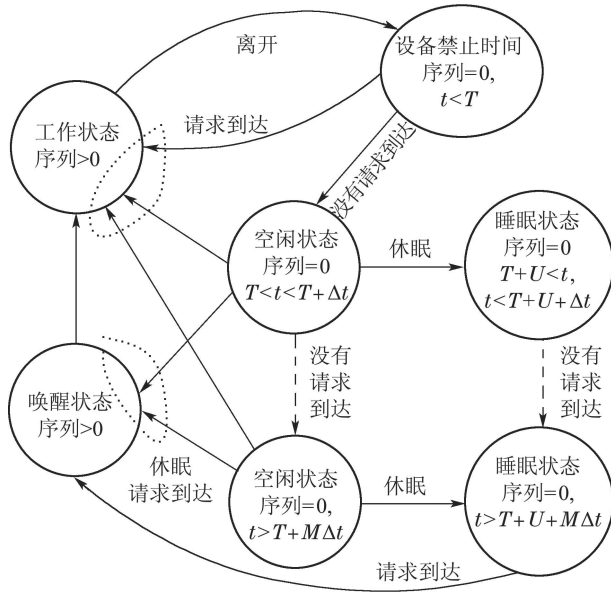 离开
设备禁止时间
序列=0,
t<T
工作状态
序列>0
请求到达
没有请求到达
空闲状态
序列=0
T<t<T+Δt
休眠
睡眠状态
序列=0
T+U<t,
t<T+U+Δt
没有
请求
到达
没有
请求
到达
唤醒状态
序列>0
休眠
请求到达
空闲状态
序列=0,
t>T+MΔt
休眠
睡眠状态
序列=0,
t>T+U+MΔt
请求到达